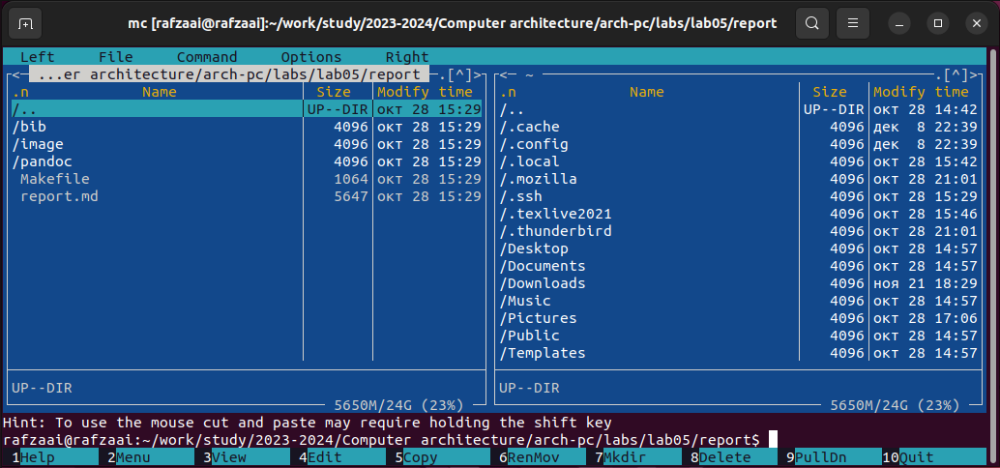 mc [rafzaai@rafzaai]:~/work/study/2023-2024/Computer architecture/arch-pc/labs/lab05/report
Left File Command Options Right
<─ ...er architecture/arch-pc/labs/lab05/report ─.[^]> <─ ~ ─.[^]>
.n Name Size Modify time .n Name Size Modify time
/.. UP--DIR окт 28 15:29 /.. UP--DIR окт 28 14:42
/bib 4096 окт 28 15:29 /.cache 4096 дек 8 22:39
/image 4096 окт 28 15:29 /.config 4096 дек 8 22:39
/pandoc 4096 окт 28 15:29 /.local 4096 окт 28 15:42
Makefile 1064 окт 28 15:29 /.mozilla 4096 окт 28 21:01
report.md 5647 окт 28 15:29 /.ssh 4096 окт 28 15:29
/.texlive2021 4096 окт 28 15:46
/.thunderbird 4096 окт 28 21:01
/Desktop 4096 окт 28 14:57
/Documents 4096 окт 28 14:57
/Downloads 4096 ноя 21 18:29
/Music 4096 окт 28 14:57
/Pictures 4096 окт 28 17:06
/Public 4096 окт 28 14:57
/Templates 4096 окт 28 14:57
UP--DIR UP--DIR
5650M/24G (23%) 5650M/24G (23%)
Hint: To use the mouse cut and paste may require holding the shift key
rafzaai@rafzaai:~/work/study/2023-2024/Computer architecture/arch-pc/labs/lab05/report$
1Help 2Menu 3View 4Edit 5Copy 6RenMov 7Mkdir 8Delete 9PullDn 10Quit